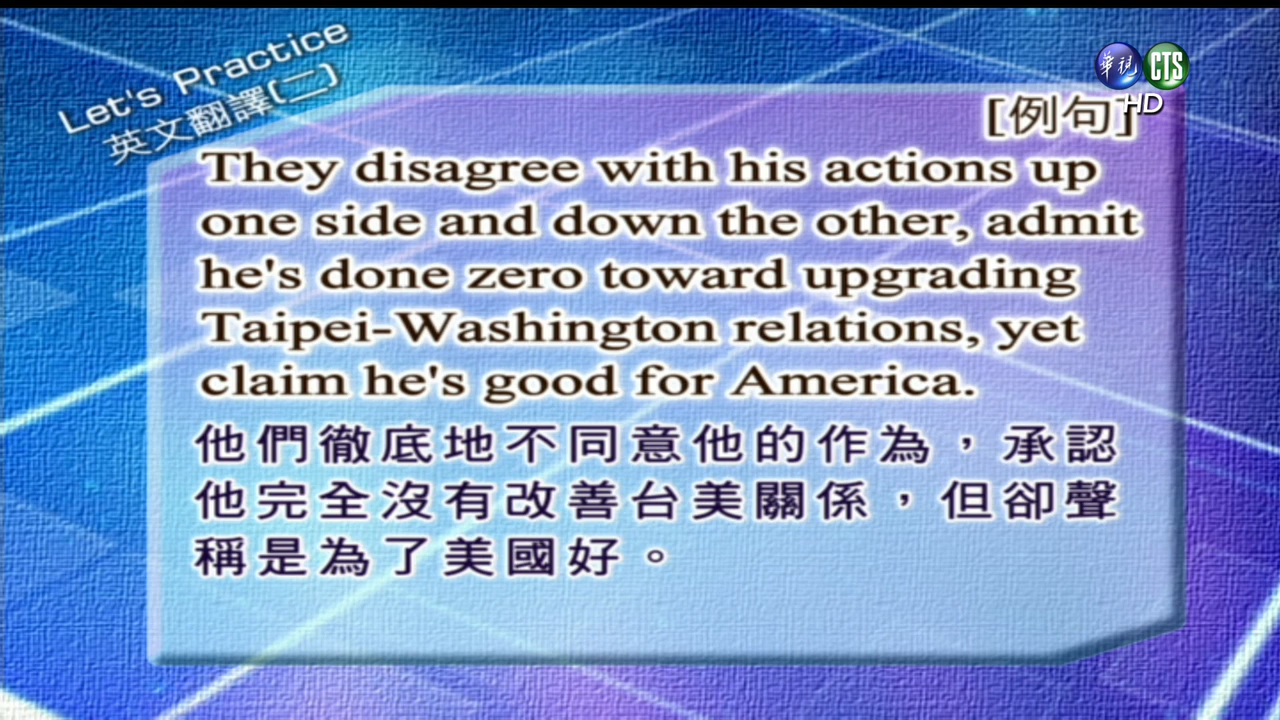 Let's Practice
英文翻譯(二)
華視 CTS
HD
[例句]
They disagree with his actions up
one side and down the other, admit
he's done zero toward upgrading
Taipei-Washington relations, yet
claim he's good for America.
他們徹底地不同意他的作為，承認
他完全沒有改善台美關係，但卻聲
稱是為了美國好。